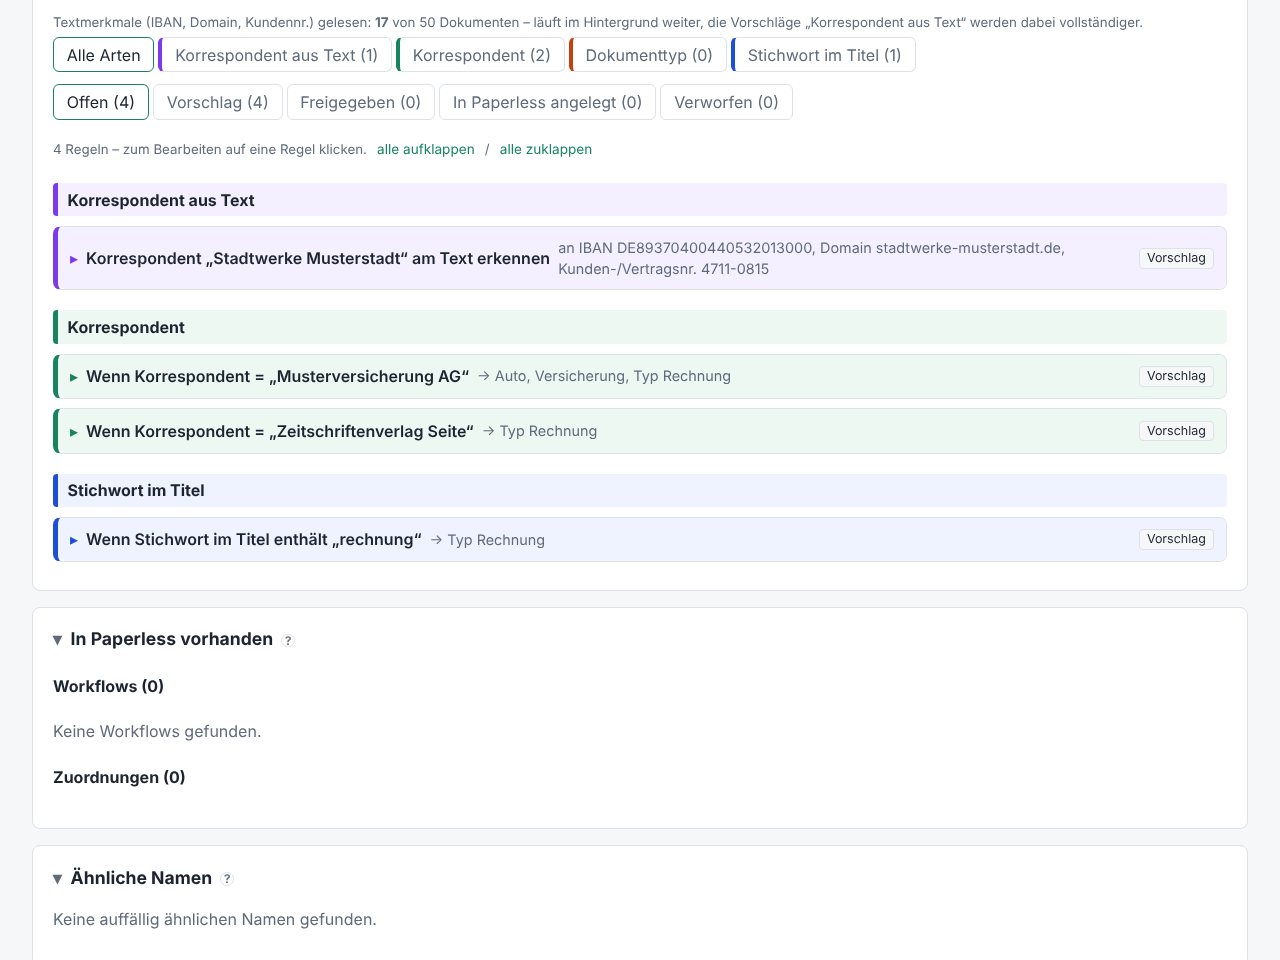 Textmerkmale (IBAN, Domain, Kundennr.) gelesen: 17 von 50 Dokumenten – läuft im Hintergrund weiter, die Vorschläge „Korrespondent aus Text“ werden dabei vollständiger.
Alle Arten Korrespondent aus Text (1) Korrespondent (2) Dokumenttyp (0) Stichwort im Titel (1)
Offen (4) Vorschlag (4) Freigegeben (0) In Paperless angelegt (0) Verworfen (0)
4 Regeln – zum Bearbeiten auf eine Regel klicken. alle aufklappen / alle zuklappen
Korrespondent aus Text
▸ Korrespondent „Stadtwerke Musterstadt“ am Text erkennen an IBAN DE89370400440532013000, Domain stadtwerke-musterstadt.de, Kunden-/Vertragsnr. 4711-0815 Vorschlag
Korrespondent
▸ Wenn Korrespondent = „Musterversicherung AG“ → Auto, Versicherung, Typ Rechnung Vorschlag
▸ Wenn Korrespondent = „Zeitschriftenverlag Seite“ → Typ Rechnung Vorschlag
Stichwort im Titel
▸ Wenn Stichwort im Titel enthält „rechnung“ → Typ Rechnung Vorschlag
▾ In Paperless vorhanden ?
Workflows (0)
Keine Workflows gefunden.
Zuordnungen (0)
▾ Ähnliche Namen ?
Keine auffällig ähnlichen Namen gefunden.